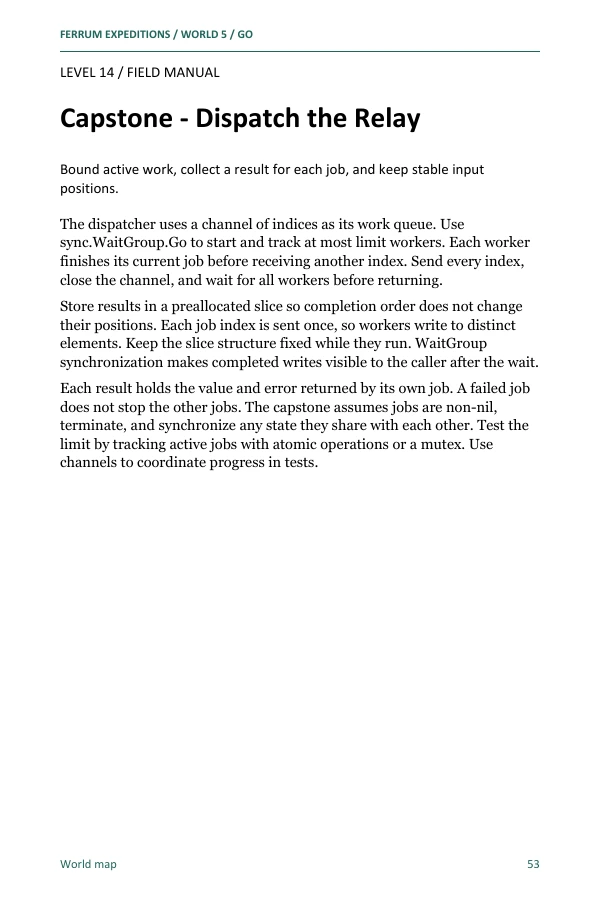 FERRUM EXPEDITIONS / WORLD 5 / GO
LEVEL 14 / FIELD MANUAL
Capstone - Dispatch the Relay
Bound active work, collect a result for each job, and keep stable input
positions.
The dispatcher uses a channel of indices as its work queue. Use
sync.WaitGroup.Go to start and track at most limit workers. Each worker
finishes its current job before receiving another index. Send every index,
close the channel, and wait for all workers before returning.
Store results in a preallocated slice so completion order does not change
their positions. Each job index is sent once, so workers write to distinct
elements. Keep the slice structure fixed while they run. WaitGroup
synchronization makes completed writes visible to the caller after the wait.
Each result holds the value and error returned by its own job. A failed job
does not stop the other jobs. The capstone assumes jobs are non-nil,
terminate, and synchronize any state they share with each other. Test the
limit by tracking active jobs with atomic operations or a mutex. Use
channels to coordinate progress in tests.
World map
53